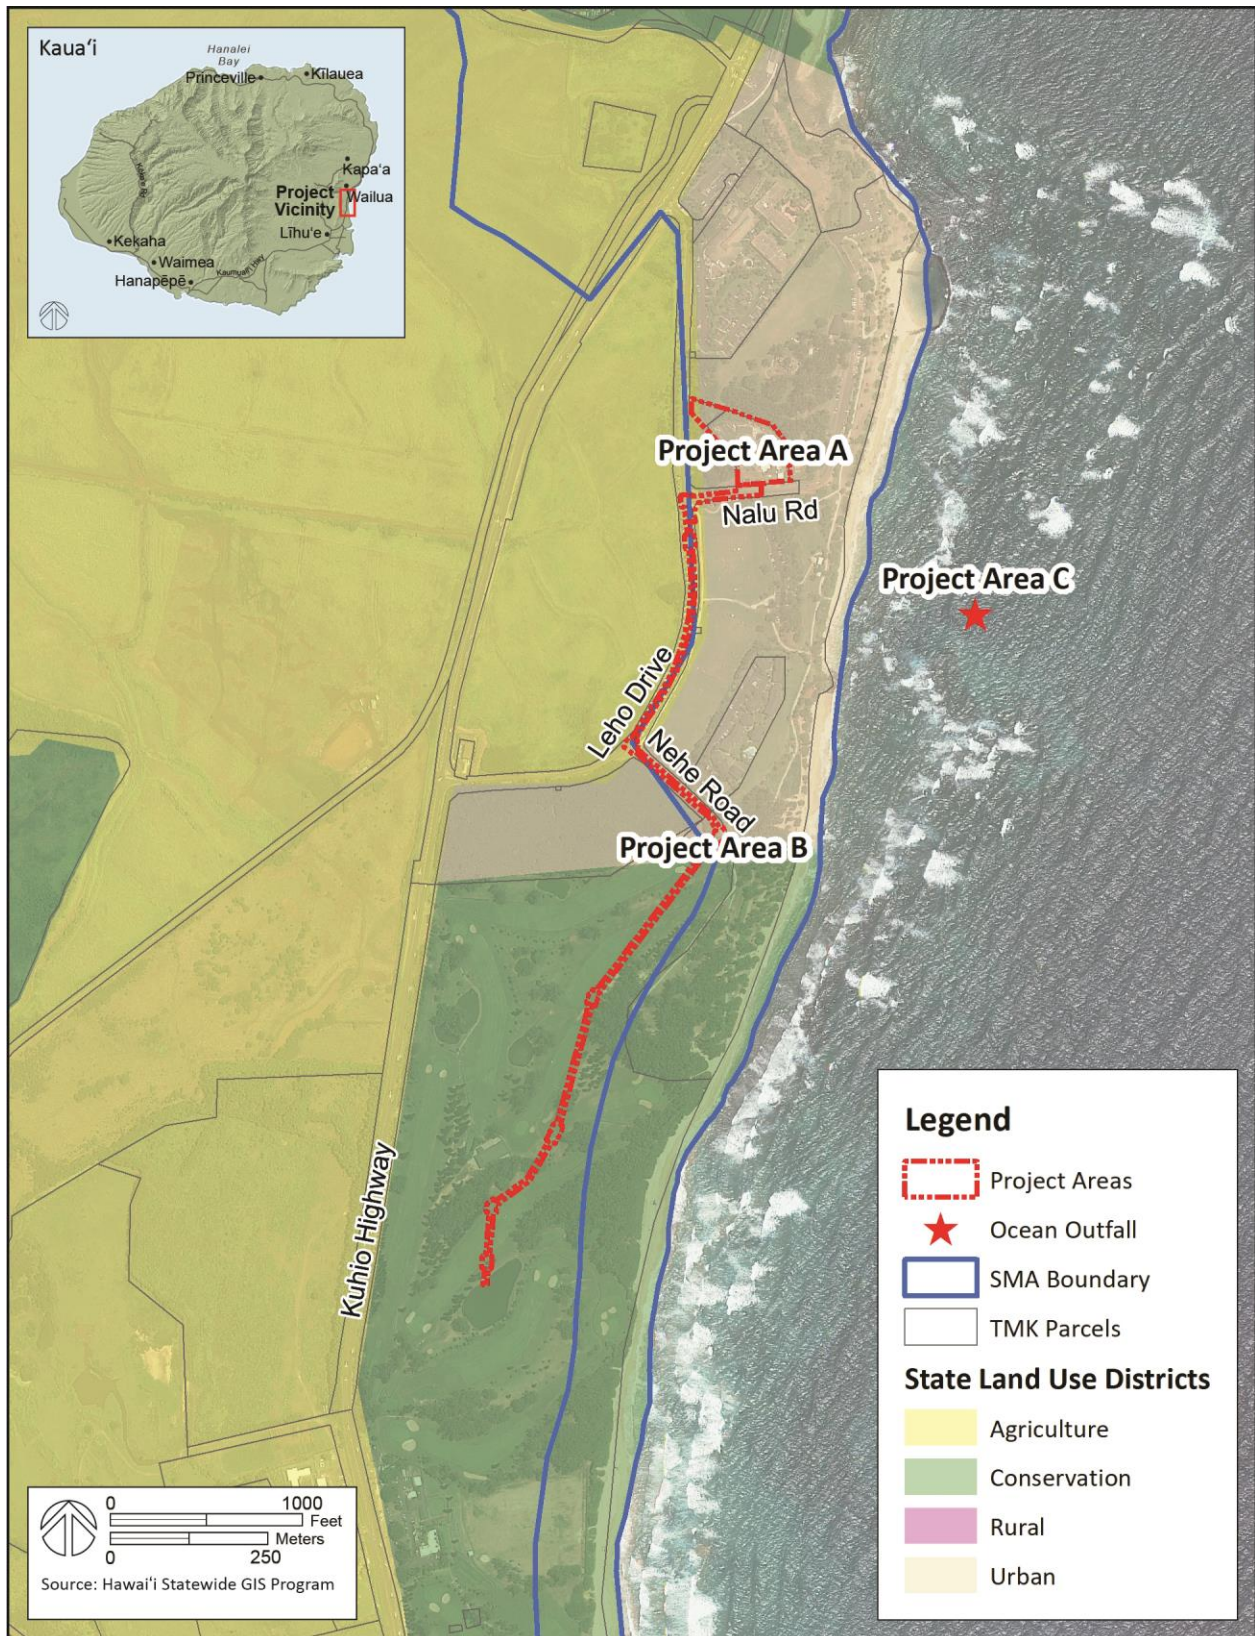 Kauaʻi
Hanalei
Bay
Princeville
Kīlauea
Kapaʻa
Project
Vicinity
Wailua
Līhuʻe
Kekaha
Waimea
Kaumualiʻi Hwy
Hanapēpē
Project Area A
Nalu Rd
Project Area C
Leho Drive
Nehe Road
Project Area B
Kuhio Highway
Legend
Project Areas
Ocean Outfall
SMA Boundary
TMK Parcels
State Land Use Districts
Agriculture
Conservation
Rural
Urban
0 1000
Feet
Meters
0 250
Source: Hawaiʻi Statewide GIS Program